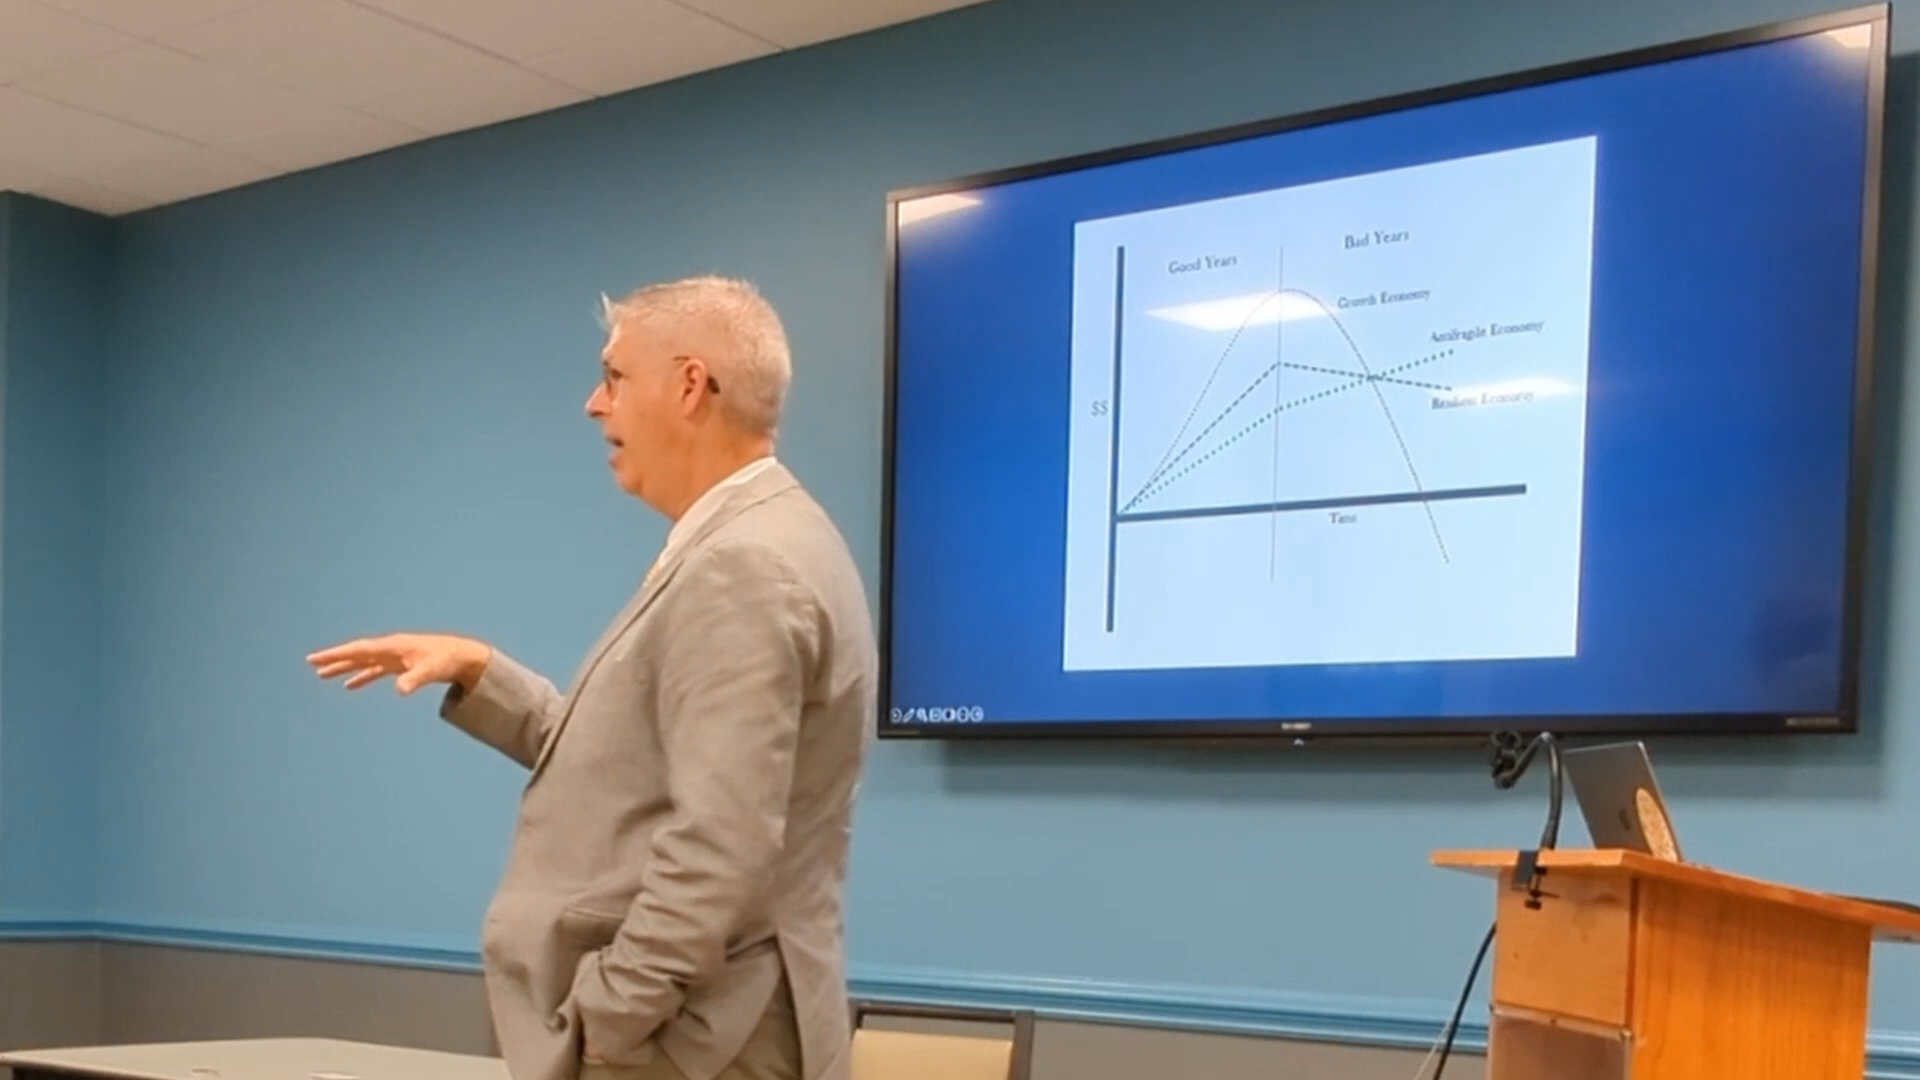 Good Years
Bad Years
Growth Economy
Antifragile Economy
$$
Resilient Economy
Time